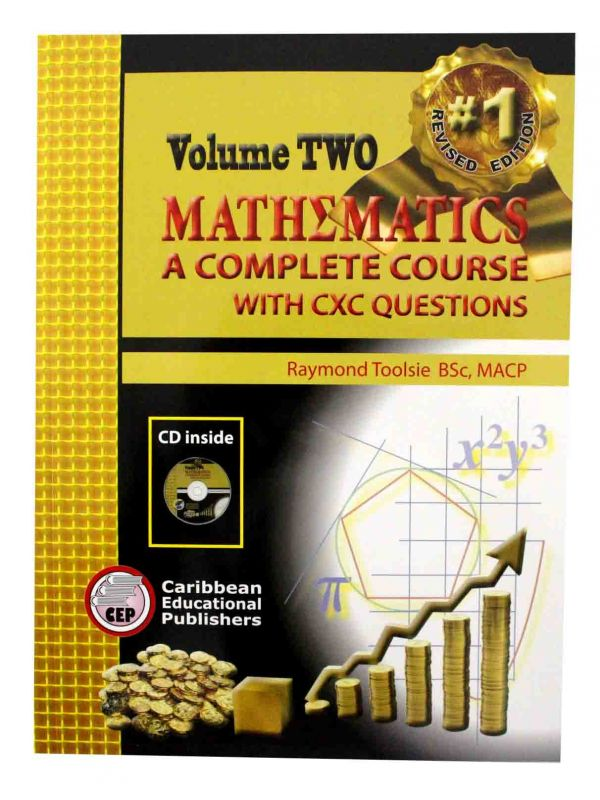 #1
REVISED EDITION
Volume TWO
MATHΣMATICS
A COMPLETE COURSE
WITH CXC QUESTIONS
Raymond Toolsie BSc, MACP
CD inside
x²y³
π
CEP
Caribbean
Educational
Publishers